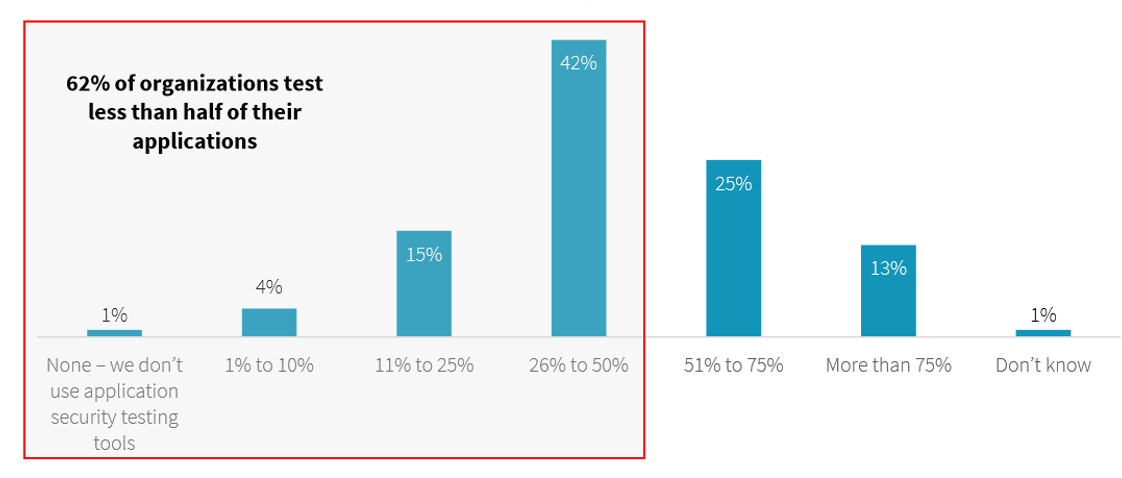 62% of organizations test
less than half of their
applications
1%
4%
15%
42%
25%
13%
1%
None – we don’t
use application
security testing
tools
1% to 10%
11% to 25%
26% to 50%
51% to 75%
More than 75%
Don’t know